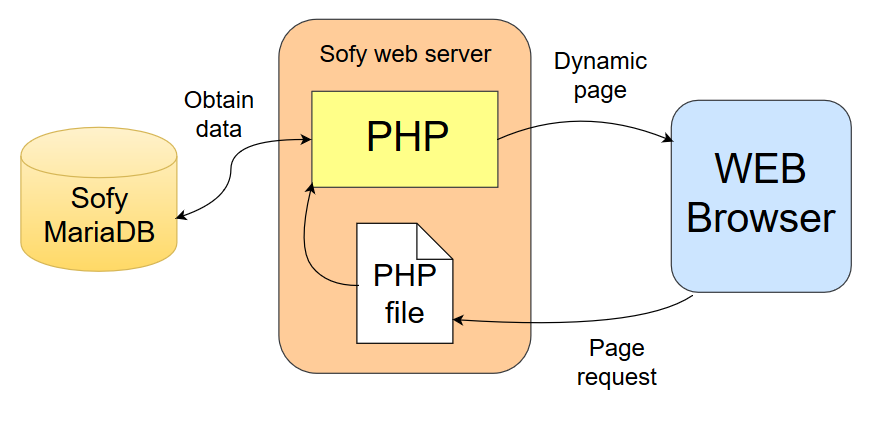 Sofy web server
Dynamic
page
Obtain
data
PHP
WEB
Browser
Sofy
MariaDB
PHP
file
Page
request